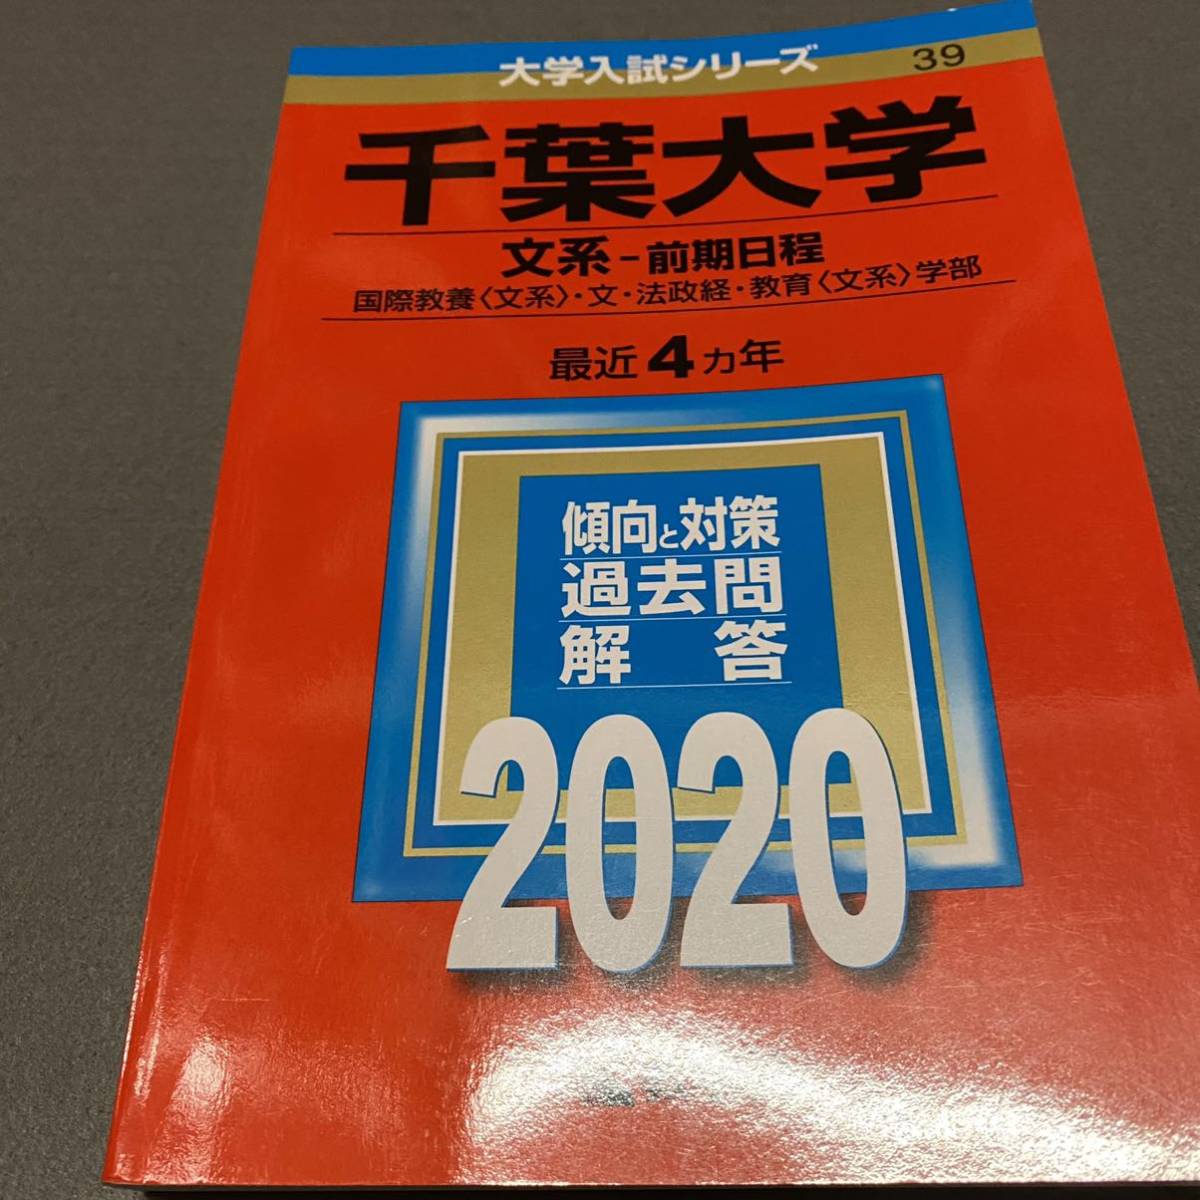 大学入試シリーズ 39
千葉大学
文系-前期日程
国際教養〈文系〉・文・法政経・教育〈文系〉学部
最近4カ年
傾向と対策
過去問
解答
2020